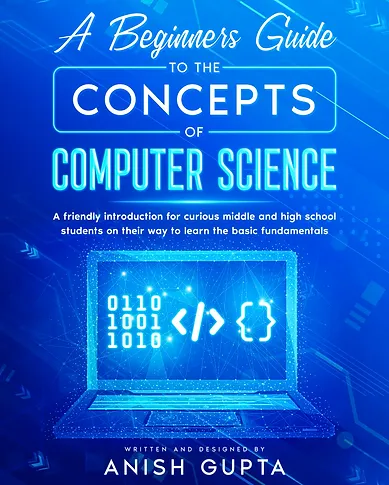 A Beginners Guide
TO THE
CONCEPTS
OF
COMPUTER SCIENCE
A friendly introduction for curious middle and high school
students on their way to learn the basic fundamentals
0110
1001
1010
</>
{}
WRITTEN AND DESIGNED BY
ANISH GUPTA